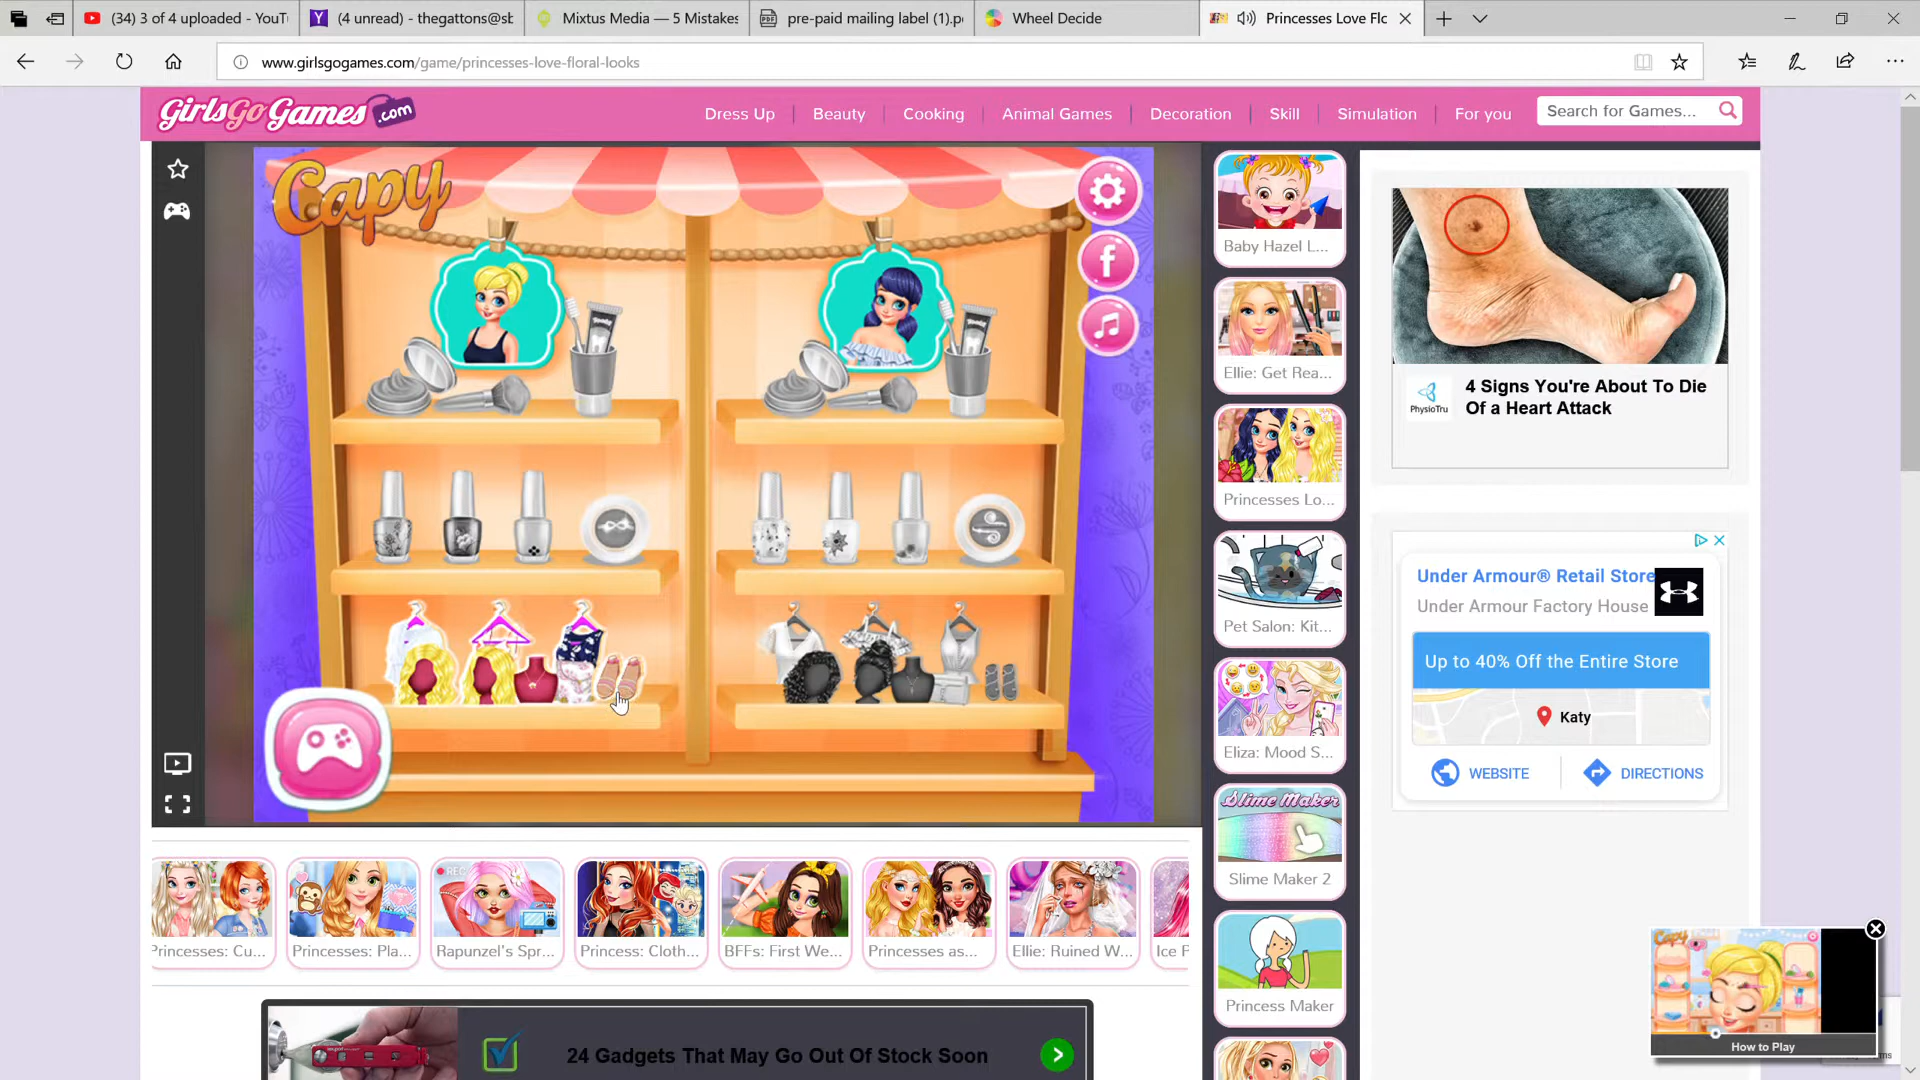 (34) 3 of 4 uploaded - YouTu
(4 unread) - thegattons@sb
Mixtus Media — 5 Mistakes
pre-paid mailing label (1).p
Wheel Decide
Princesses Love Flo
www.girlsgogames.com/game/princesses-love-floral-looks
GirlsGoGames.com
Dress Up
Beauty
Cooking
Animal Games
Decoration
Skill
Simulation
For you
Search for Games...
Capy
Baby Hazel L...
Ellie: Get Rea...
Princesses Lo...
Pet Salon: Kit...
Eliza: Mood S...
Slime Maker
Slime Maker 2
Princess Maker
PhysioTru
4 Signs You're About To Die
Of a Heart Attack
Under Armour® Retail Store
Under Armour Factory House
Up to 40% Off the Entire Store
Katy
WEBSITE
DIRECTIONS
Princesses: Cu...
Princesses: Pla...
REC
Rapunzel's Spr...
Princess: Cloth...
BFFs: First We...
Princesses as...
Ellie: Ruined W...
Ice P
24 Gadgets That May Go Out Of Stock Soon
Capy
How to Play